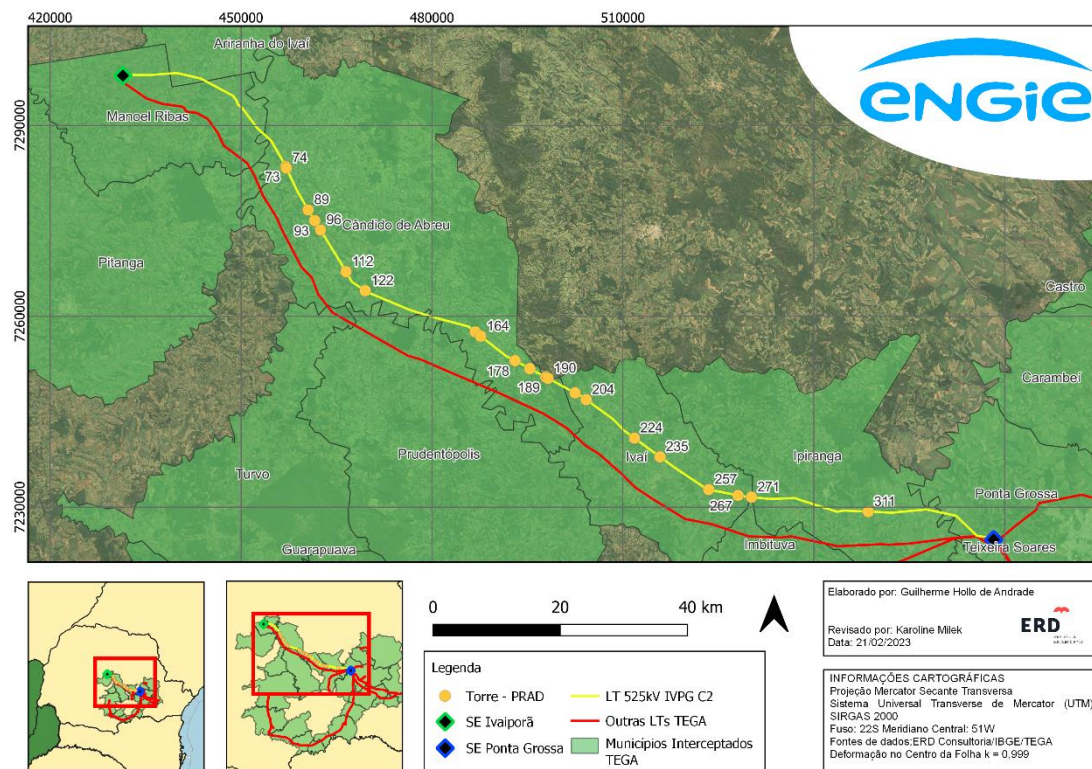 420000
450000
480000
510000
7290000
7260000
7230000
Ariranha do Ivaí
Manoel Ribas
ENGIE
74
73
89
96
93
Cândido de Abreu
Pitanga
112
122
Castro
164
178
190
189
204
Carambeí
224
235
Ivaí
Prudentópolis
Ipiranga
Turvo
257
267
271
311
Ponta Grossa
Guarapuava
Imbituva
Teixeira Soares
0 20 40 km
Legenda
Torre - PRAD
SE Ivaiporã
SE Ponta Grossa
LT 525kV IVPG C2
Outras LTs TEGA
Municípios Interceptados
TEGA
Elaborado por: Guilherme Hollo de Andrade
Revisado por: Karoline Milek
Data: 21/02/2023
ERD
INFORMAÇÕES CARTOGRÁFICAS
Projeção Mercator Secante Transversa
Sistema Universal Transverse de Mercator (UTM)
SIRGAS 2000
Fuso: 22S Meridiano Central: 51W
Fontes de dados:ERD Consultoria/IBGE/TEGA
Deformação no Centro da Folha k = 0,999